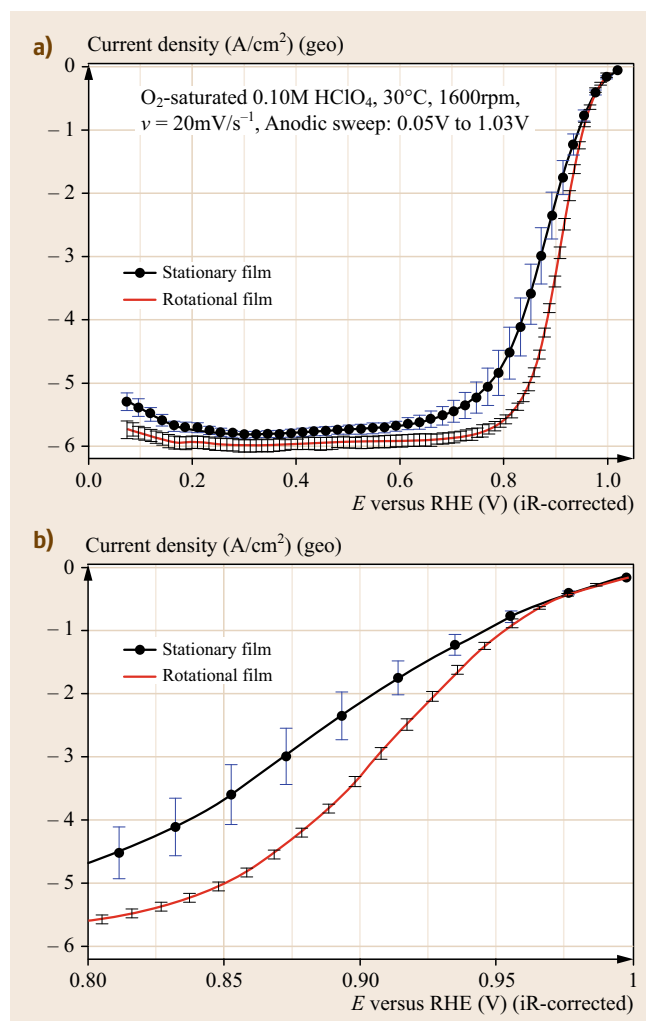 a) Current density (A/cm²) (geo)
0
O₂-saturated 0.10M HClO₄, 30°C, 1600rpm,
v = 20mV/s⁻¹, Anodic sweep: 0.05V to 1.03V
−1
−2
−3
Stationary film
Rotational film
−4
−5
−6
0.0 0.2 0.4 0.6 0.8 1.0
E versus RHE (V) (iR-corrected)
b) Current density (A/cm²) (geo)
0
−1
Stationary film
Rotational film
−2
−3
−4
−5
−6
0.80 0.85 0.90 0.95 1
E versus RHE (V) (iR-corrected)